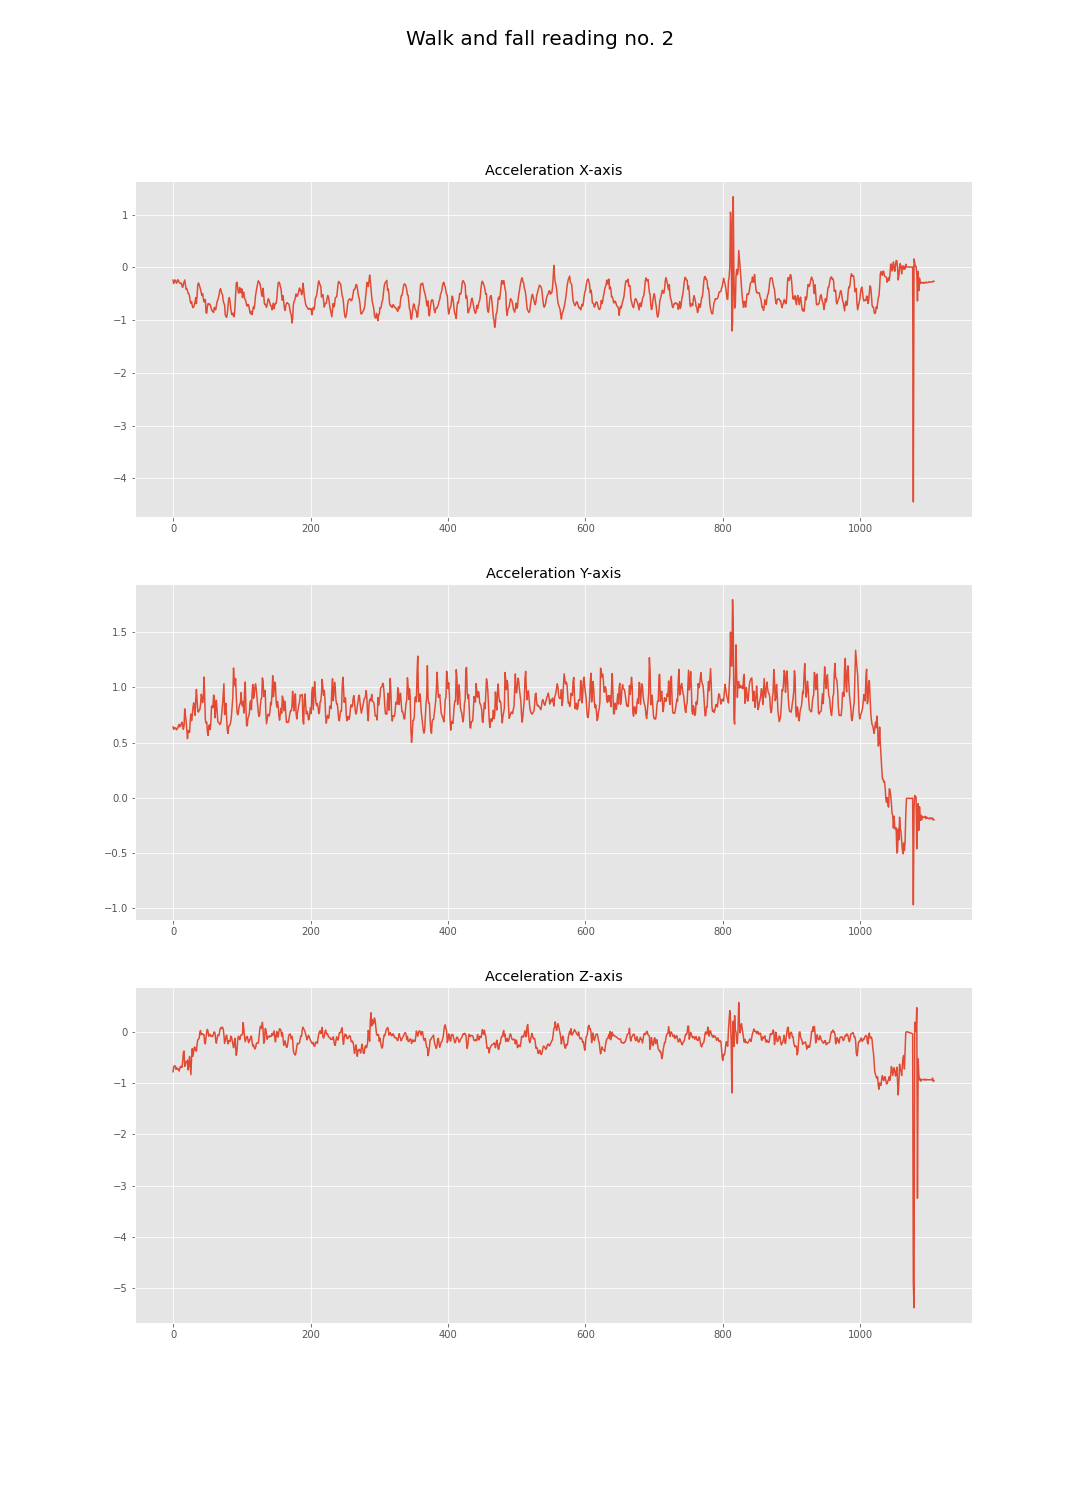 Walk and fall reading no. 2
Acceleration X-axis
1
0
−1
−2
−3
−4
0 200 400 600 800 1000
Acceleration Y-axis
1.5
1.0
0.5
0.0
−0.5
−1.0
0 200 400 600 800 1000
Acceleration Z-axis
0
−1
−2
−3
−4
−5
0 200 400 600 800 1000